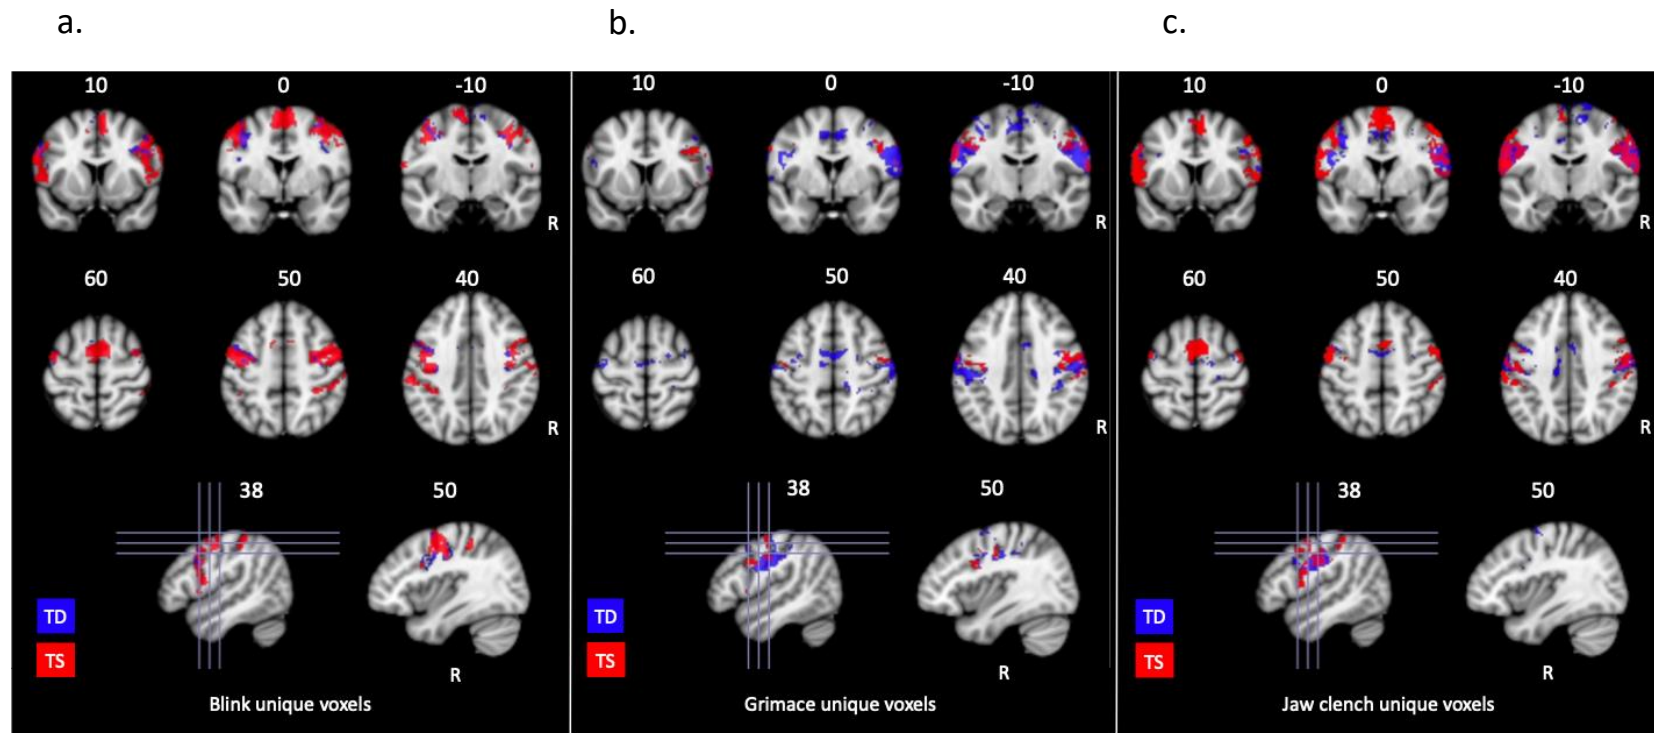 a.
10 0 -10
R
60 50 40
R
38 50
TD
TS
R
Blink unique voxels
b.
10 0 -10
R
60 50 40
R
38 50
TD
TS
R
Grimace unique voxels
c.
10 0 -10
R
60 50 40
R
38 50
TD
TS
R
Jaw clench unique voxels